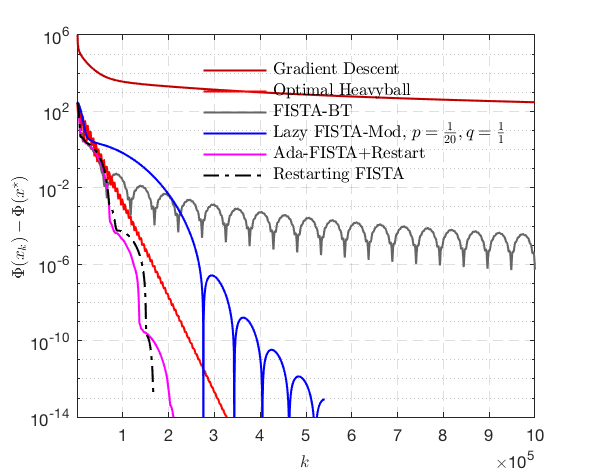 10^6
10^2
10^-2
10^-6
10^-10
10^-14
Φ(x_k) − Φ(x*)
Gradient Descent
Optimal Heavyball
FISTA-BT
Lazy FISTA-Mod, p = 1/20, q = 1/1
Ada-FISTA+Restart
Restarting FISTA
1 2 3 4 5 6 7 8 9 10
k
×10^5